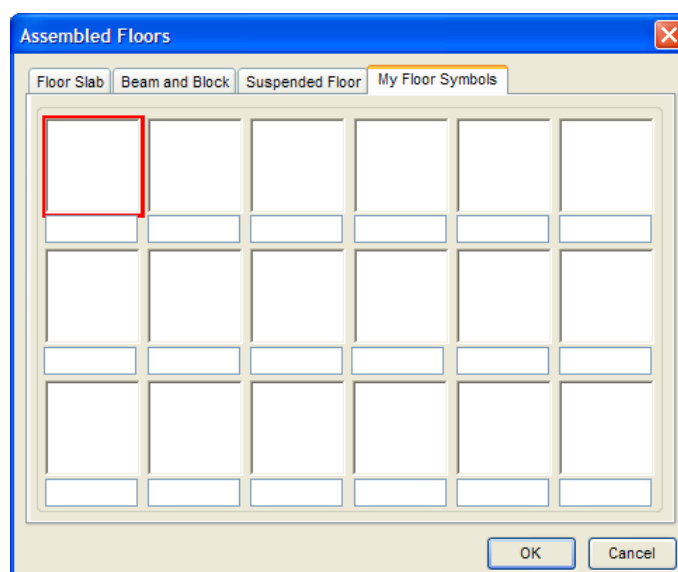 Assembled Floors
Floor Slab Beam and Block Suspended Floor My Floor Symbols
OK Cancel